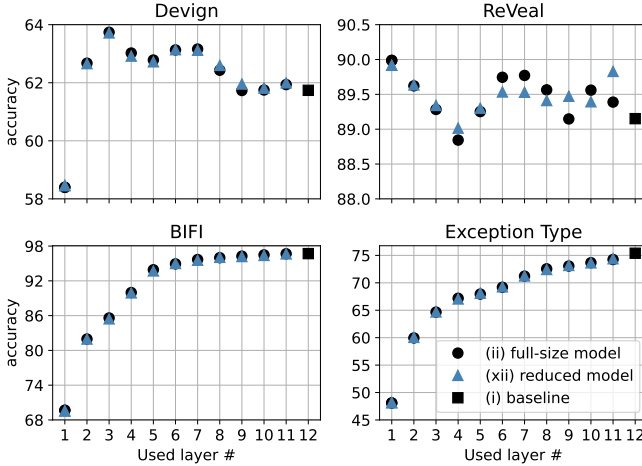 Devign
ReVeal
accuracy
64
62
60
58
90.5
90.0
89.5
89.0
88.5
88.0
BIFI
Exception Type
accuracy
98
92
86
80
74
68
75
70
65
60
55
50
45
(ii) full-size model
(xii) reduced model
(i) baseline
1 2 3 4 5 6 7 8 9 10 11 12
1 2 3 4 5 6 7 8 9 10 11 12
Used layer #
Used layer #